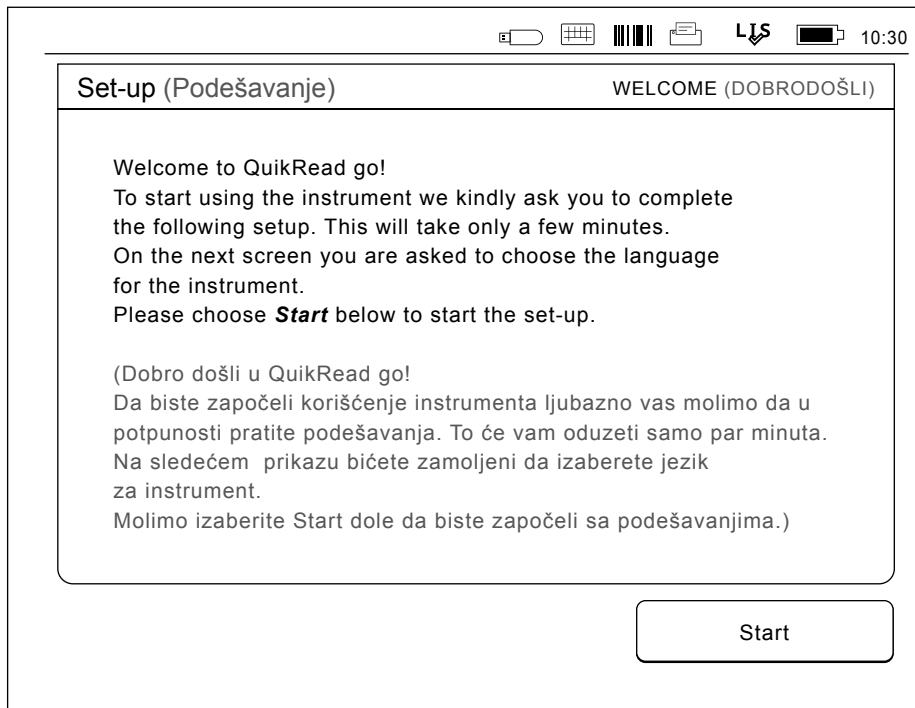 LIS 10:30
Set-up (Podešavanje) WELCOME (DOBRODOŠLI)
Welcome to QuikRead go!
To start using the instrument we kindly ask you to complete
the following setup. This will take only a few minutes.
On the next screen you are asked to choose the language
for the instrument.
Please choose Start below to start the set-up.
(Dobro došli u QuikRead go!
Da biste započeli korišćenje instrumenta ljubazno vas molimo da u
potpunosti pratite podešavanja. To će vam oduzeti samo par minuta.
Na sledećem prikazu bićete zamoljeni da izaberete jezik
za instrument.
Molimo izaberite Start dole da biste započeli sa podešavanjima.)
Start